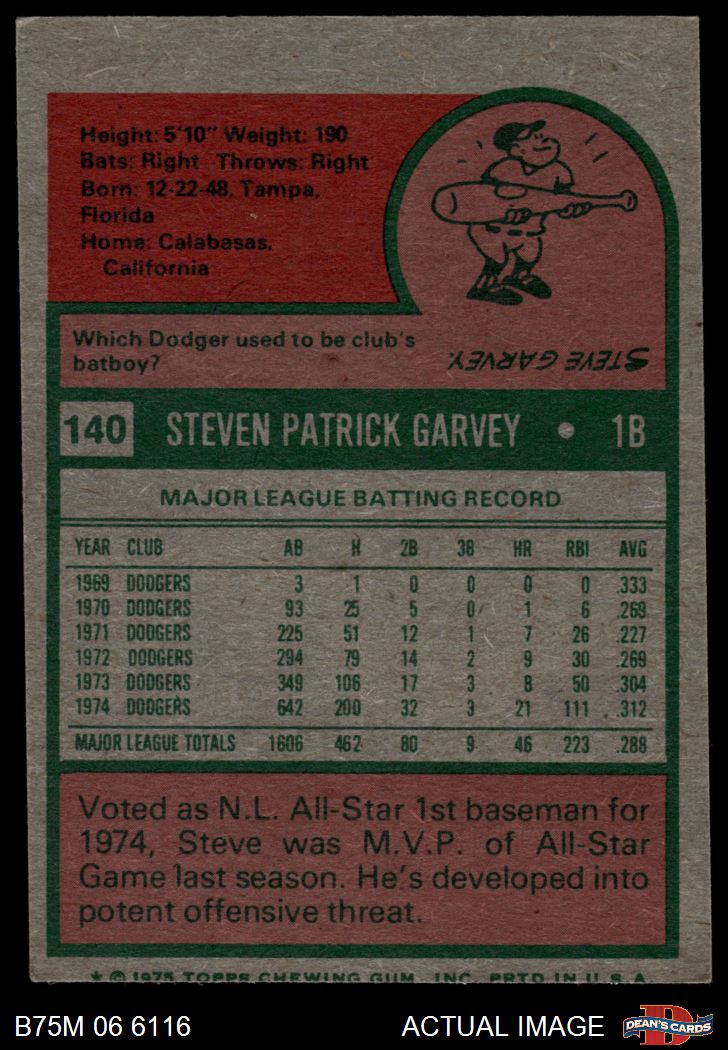 Height: 5'10" Weight: 190
Bats: Right Throws: Right
Born: 12-22-48, Tampa,
Florida
Home: Calabasas,
California
Which Dodger used to be club's
batboy?
STEVE GARVEY.
140 STEVEN PATRICK GARVEY • 1B
MAJOR LEAGUE BATTING RECORD
YEAR CLUB AB H 2B 3B HR RBI AVG
1969 DODGERS 3 1 0 0 0 0 .333
1970 DODGERS 93 25 5 0 1 6 .269
1971 DODGERS 225 51 12 1 7 26 .227
1972 DODGERS 294 79 14 2 9 30 .269
1973 DODGERS 349 106 17 3 8 50 .304
1974 DODGERS 642 200 32 3 21 111 .312
MAJOR LEAGUE TOTALS 1606 462 80 9 46 223 .288
Voted as N.L. All-Star 1st baseman for
1974, Steve was M.V.P. of All-Star
Game last season. He's developed into
potent offensive threat.
* © 1975 TOPPS CHEWING GUM, INC. PRTD IN U.S.A.
B75M 06 6116 ACTUAL IMAGE D DEAN'S CARDS